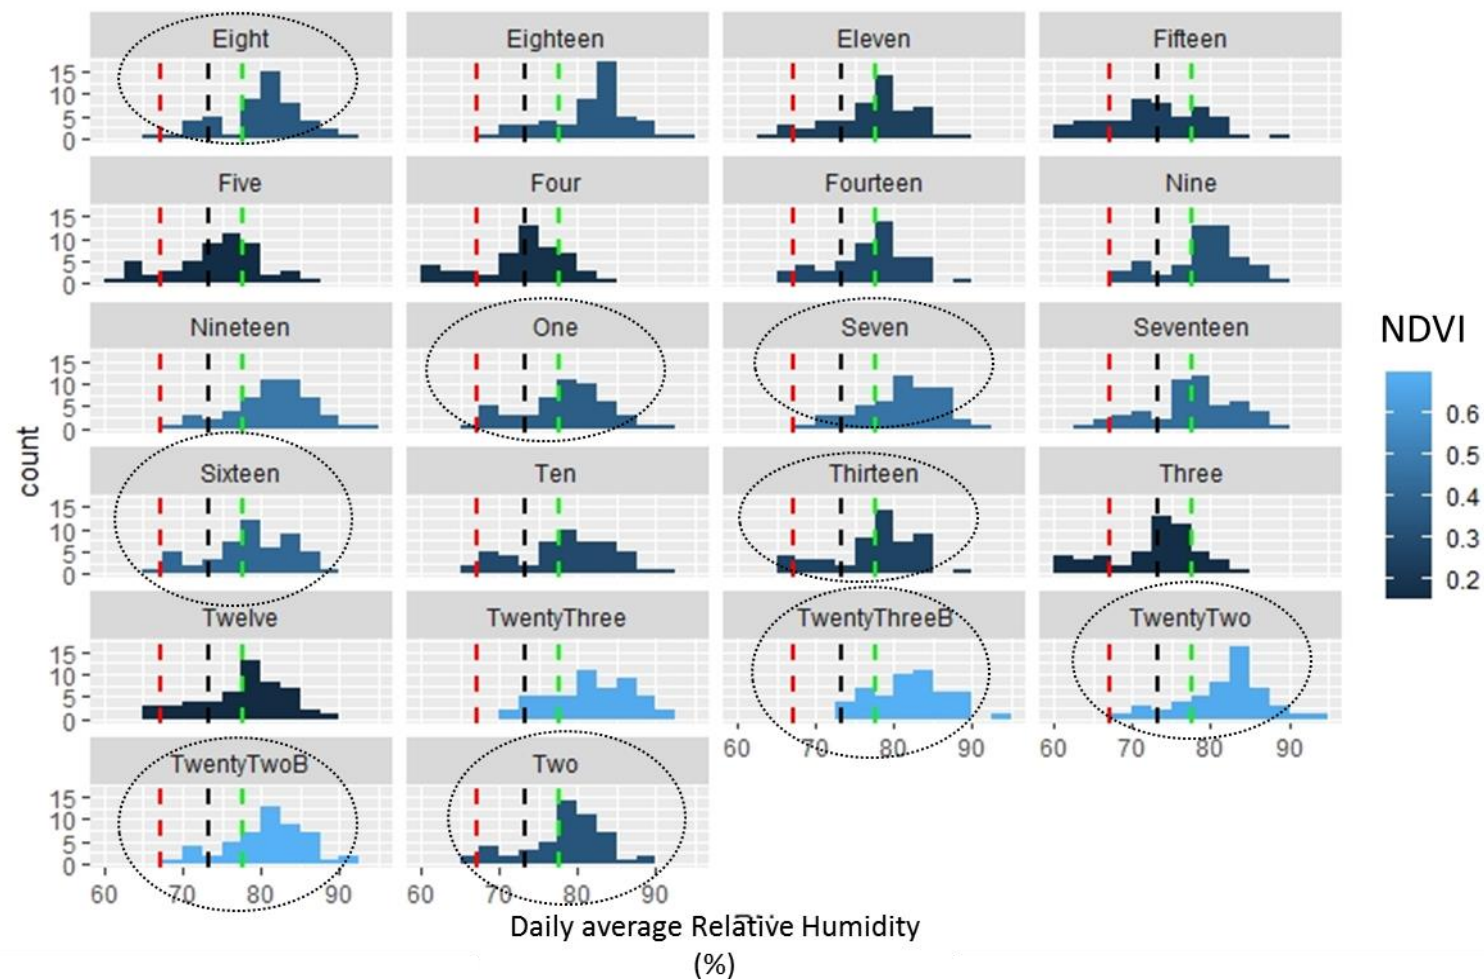 Eight Eighteen Eleven Fifteen
15
10
5
0
Five Four Fourteen Nine
15
10
5
0
Nineteen One Seven Seventeen
NDVI
15
10
5
0
0.6
0.5
0.4
0.3
0.2
count
Sixteen Ten Thirteen Three
15
10
5
0
Twelve TwentyThree TwentyThreeB TwentyTwo
15
10
5
0
60 70 80 90 60 70 80 90
TwentyTwoB Two
15
10
5
0
60 70 80 90 60 70 80 90
Daily average Relative Humidity
(%)